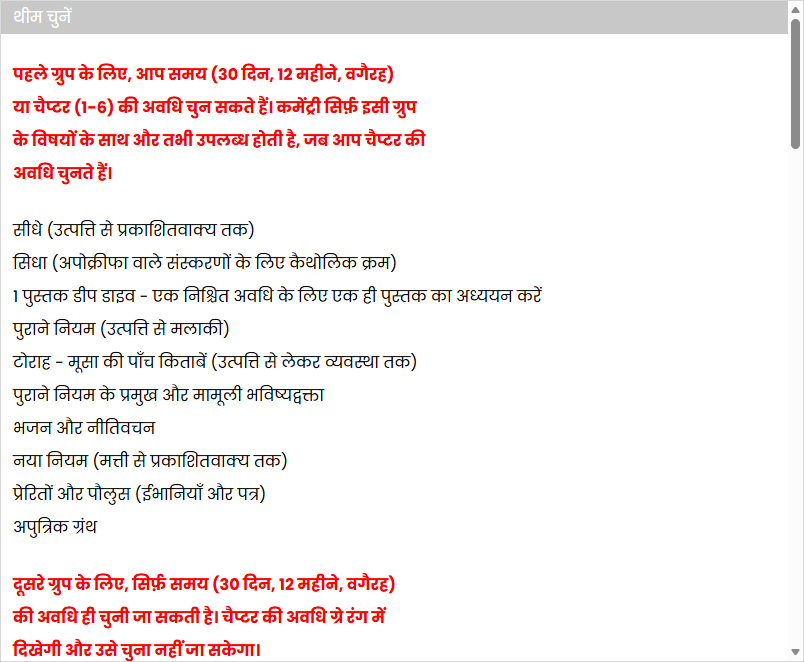 थीम चुनें
पहले ग्रुप के लिए, आप समय (30 दिन, 12 महीने, वगैरह)
या चैप्टर (1-6) की अवधि चुन सकते हैं। कमेंट्री सिर्फ़ इसी ग्रुप
के विषयों के साथ और तभी उपलब्ध होती है, जब आप चैप्टर की
अवधि चुनते हैं।
सीधे (उत्पत्ति से प्रकाशितवाक्य तक)
सिधा (अपोक्रीफा वाले संस्करणों के लिए कैथोलिक क्रम)
1 पुस्तक डीप डाइव - एक निश्चित अवधि के लिए एक ही पुस्तक का अध्ययन करें
पुराने नियम (उत्पत्ति से मलाकी)
टोराह - मूसा की पाँच किताबें (उत्पत्ति से लेकर व्यवस्था तक)
पुराने नियम के प्रमुख और मामूली भविष्यद्वक्ता
भजन और नीतिवचन
नया नियम (मत्ती से प्रकाशितवाक्य तक)
प्रेरितों और पौलुस (ईभानियाँ और पत्र)
अपुत्रिक ग्रंथ
दूसरे ग्रुप के लिए, सिर्फ़ समय (30 दिन, 12 महीने, वगैरह)
की अवधि ही चुनी जा सकती है। चैप्टर की अवधि ग्रे रंग में
दिखेगी और उसे चुना नहीं जा सकेगा।